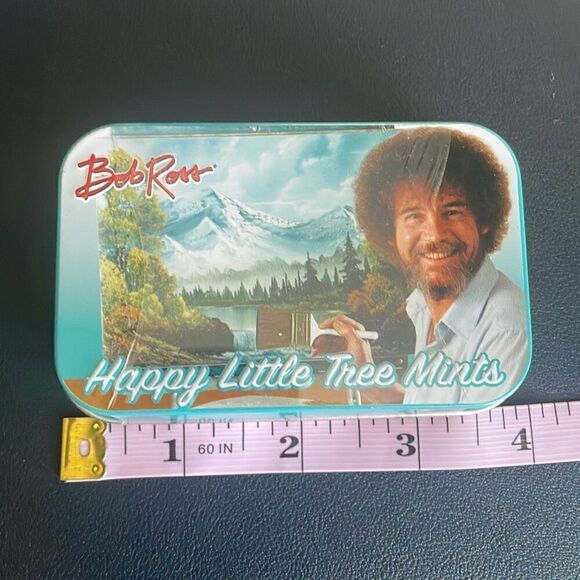 Bob Ross®
Happy Little Tree Mints
1 60 IN 2 3 4